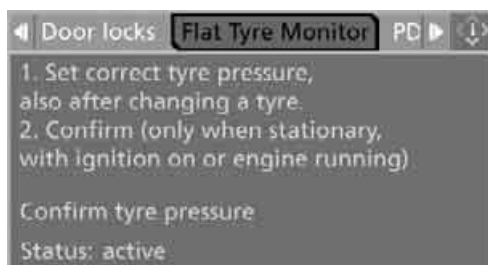 Door locks Flat Tyre Monitor PD
1. Set correct tyre pressure,
also after changing a tyre.
2. Confirm (only when stationary,
with ignition on or engine running)
Confirm tyre pressure
Status: active